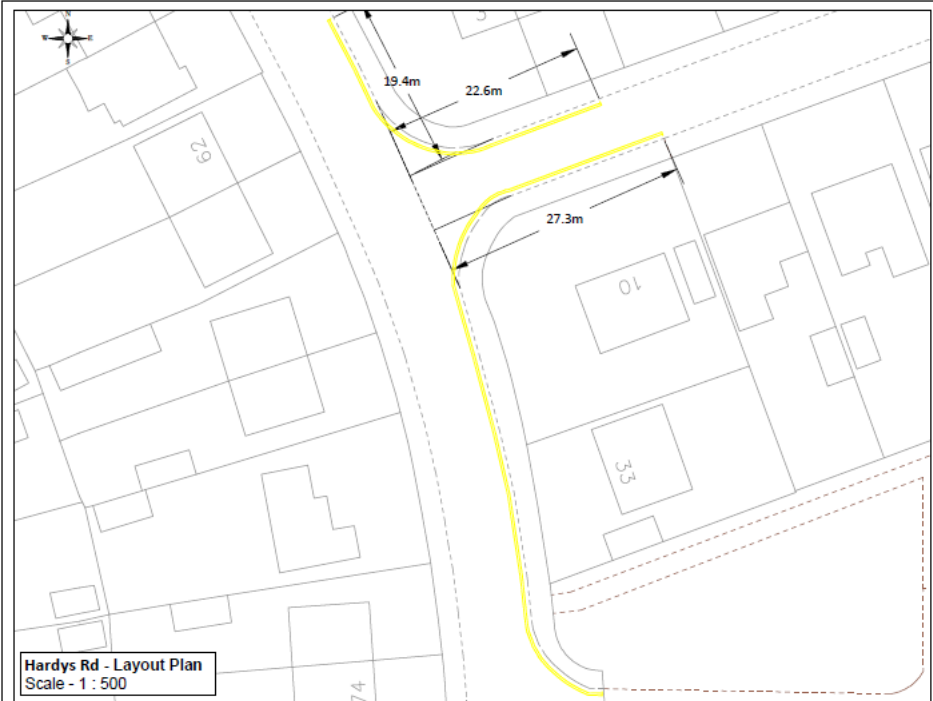 N
W E
S
19.4m
22.6m
62
27.3m
10
33
Hardys Rd - Layout Plan
Scale - 1 : 500
74